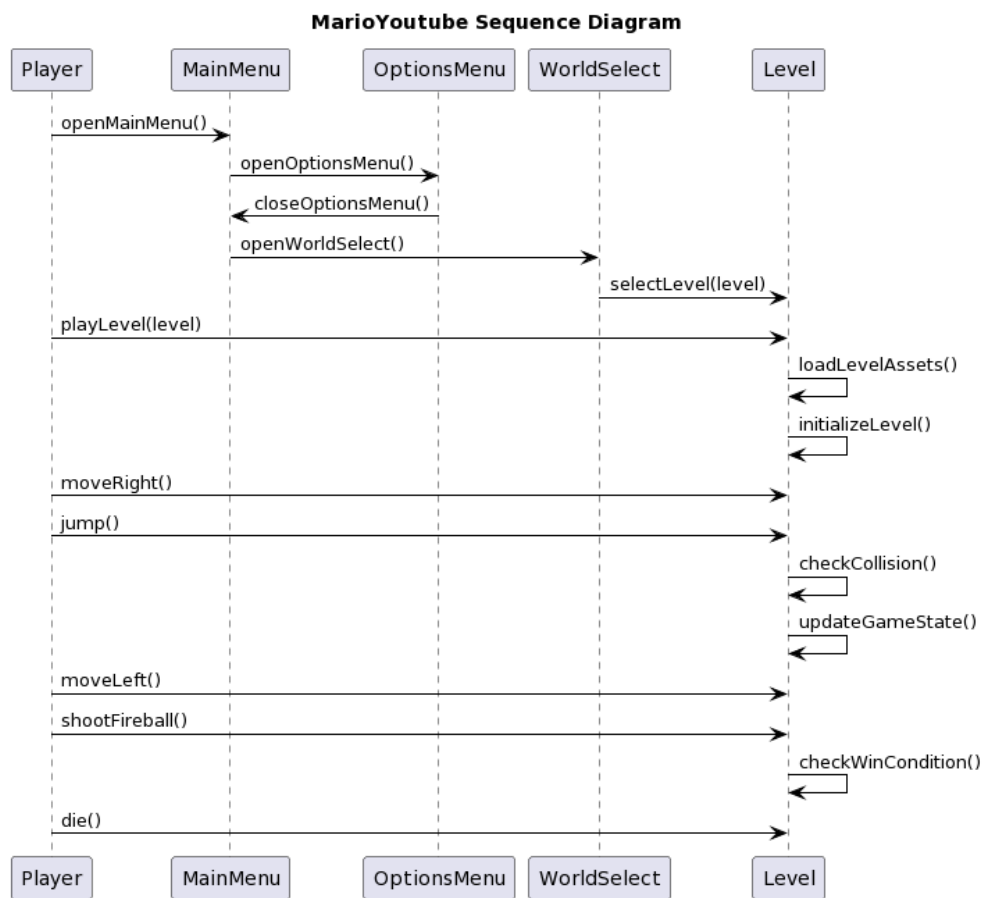 MarioYoutube Sequence Diagram
Player MainMenu OptionsMenu WorldSelect Level
openMainMenu()
openOptionsMenu()
closeOptionsMenu()
openWorldSelect()
selectLevel(level)
playLevel(level)
loadLevelAssets()
initializeLevel()
moveRight()
jump()
checkCollision()
updateGameState()
moveLeft()
shootFireball()
checkWinCondition()
die()
Player MainMenu OptionsMenu WorldSelect Level